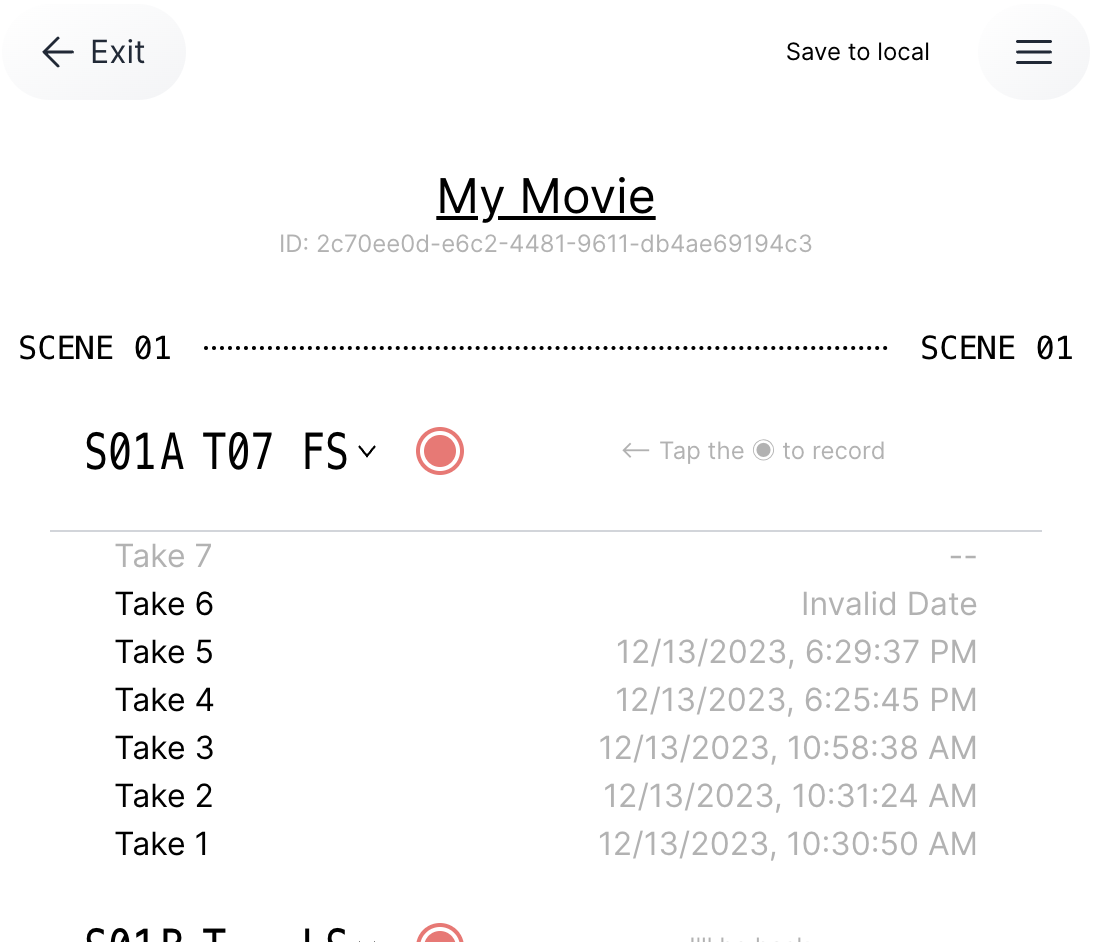 Exit
Save to local
My Movie
ID: 2c70ee0d-e6c2-4481-9611-db4ae69194c3
SCENE 01 SCENE 01
S01A T07 FS
← Tap the ◉ to record
Take 7 --
Take 6 Invalid Date
Take 5 12/13/2023, 6:29:37 PM
Take 4 12/13/2023, 6:25:45 PM
Take 3 12/13/2023, 10:58:38 AM
Take 2 12/13/2023, 10:31:24 AM
Take 1 12/13/2023, 10:30:50 AM